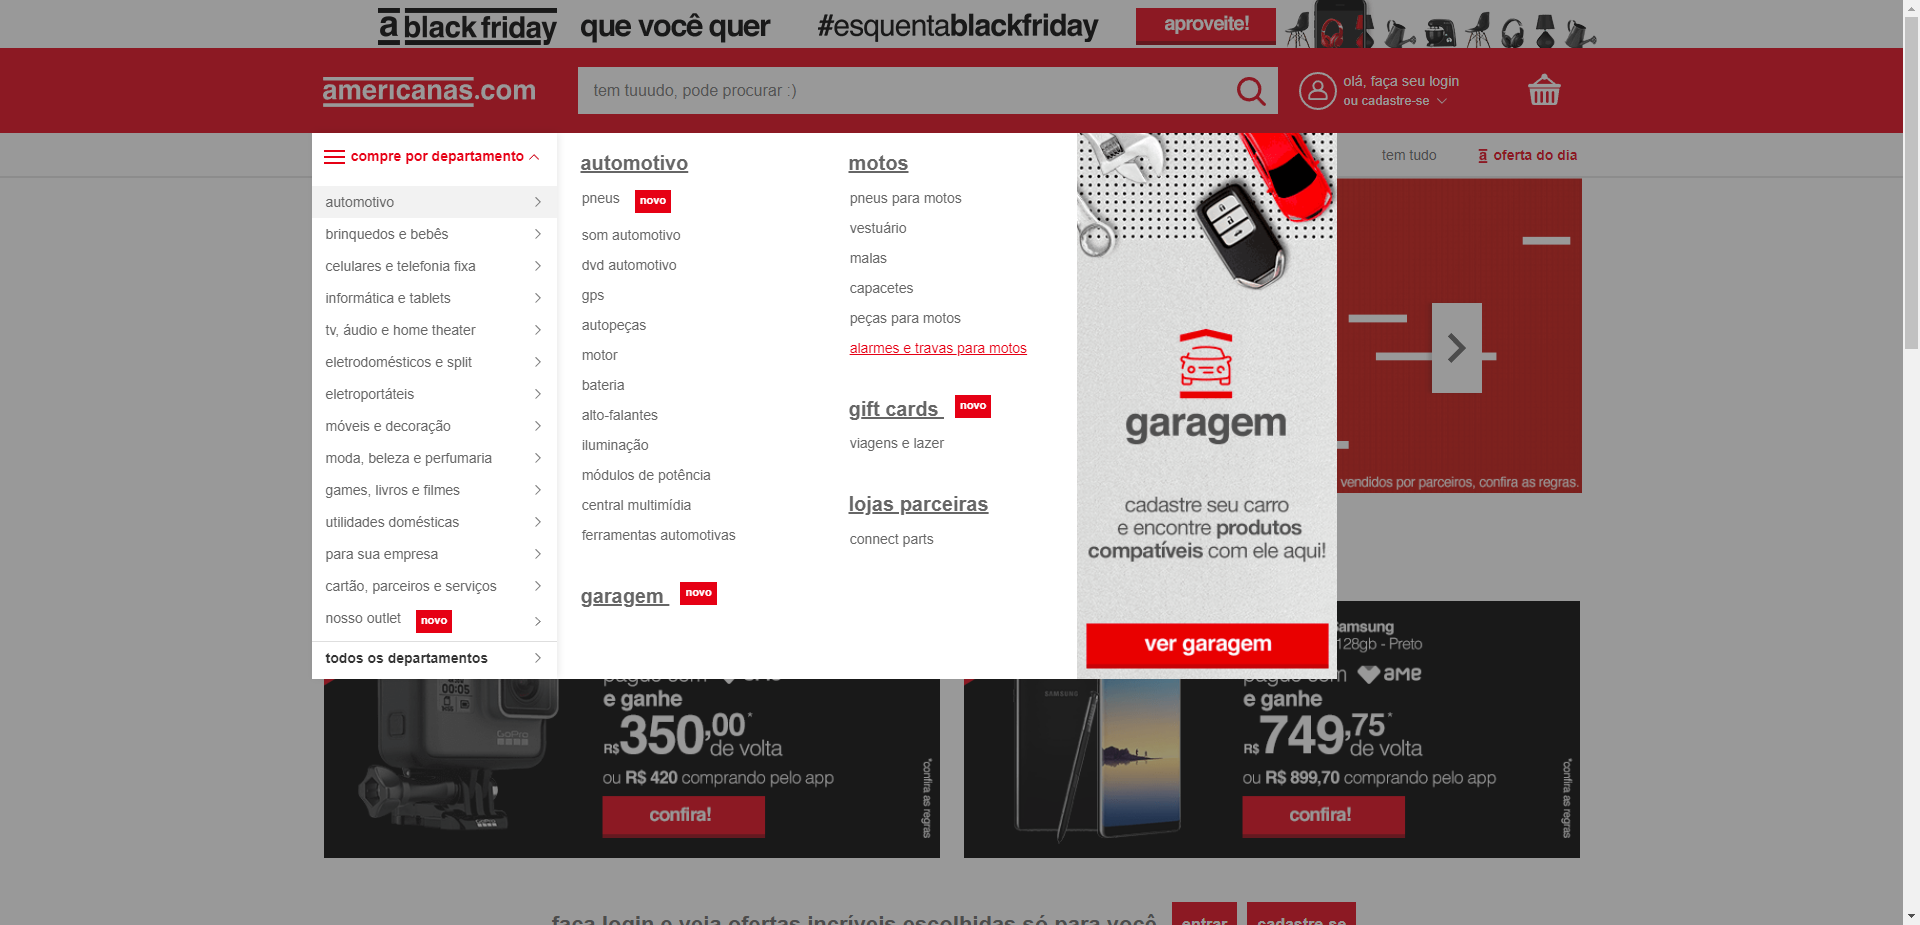 a black friday que você quer #esquentablackfriday aproveite!
americanas.com
tem tuuudo, pode procurar :)
olá, faça seu login
ou cadastre-se
compre por departamento
tem tudo
a oferta do dia
automotivo
brinquedos e bebês
celulares e telefonia fixa
informática e tablets
tv, áudio e home theater
eletrodomésticos e split
eletroportáteis
móveis e decoração
moda, beleza e perfumaria
games, livros e filmes
utilidades domésticas
para sua empresa
cartão, parceiros e serviços
nosso outlet novo
todos os departamentos
automotivo
pneus novo
som automotivo
dvd automotivo
gps
autopeças
motor
bateria
alto-falantes
iluminação
módulos de potência
central multimídia
ferramentas automotivas
garagem novo
motos
pneus para motos
vestuário
malas
capacetes
peças para motos
alarmes e travas para motos
gift cards novo
viagens e lazer
lojas parceiras
connect parts
garagem
cadastre seu carro
e encontre produtos
compatíveis com ele aqui!
ver garagem
vendidos por parceiros, confira as regras.
00:05
GoPro
pague com ame
e ganhe
R$350,00*
de volta
ou R$ 420 comprando pelo app
confira!
*confira as regras
Samsung
128gb - Preto
SAMSUNG
pague com ame
e ganhe
R$749,75*
de volta
ou R$ 899,70 comprando pelo app
confira!
*confira as regras
faça login e veja ofertas incríveis escolhidas só para você
entrar
cadastre-se